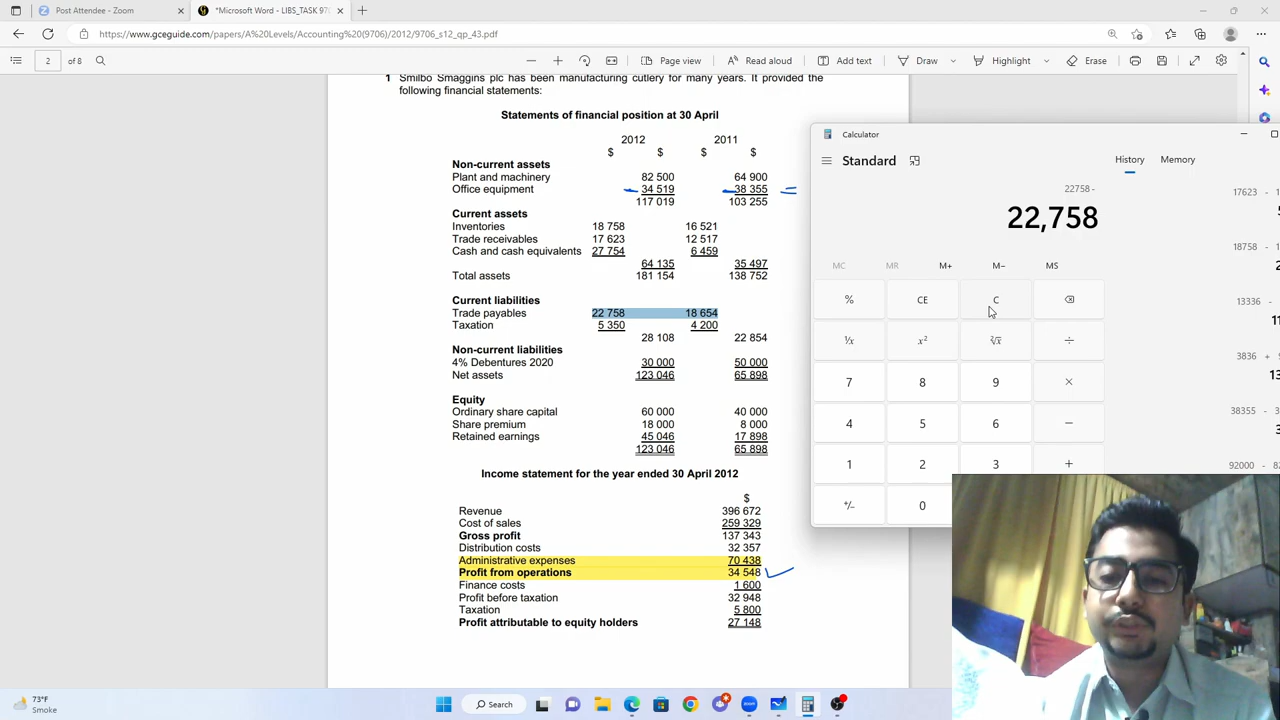 Post Attendee - Zoom
*Microsoft Word - LIBS_TASK 970
https://www.gceguide.com/papers/A%20Levels/Accounting%20(9706)/2012/9706_s12_qp_43.pdf
2 of 8 Page view Read aloud Add text Draw Highlight Erase
1 Smilbo Smaggins plc has been manufacturing cutlery for many years. It provided the
following financial statements:
Statements of financial position at 30 April
2012 2011
$ $ $ $
Non-current assets
Plant and machinery 82 500 64 900
Office equipment 34 519 38 355 =
117 019 103 255
Current assets
Inventories 18 758 16 521
Trade receivables 17 623 12 517
Cash and cash equivalents 27 754 6 459
64 135 35 497
Total assets 181 154 138 752
Current liabilities
Trade payables 22 758 18 654
Taxation 5 350 4 200
28 108 22 854
Non-current liabilities
4% Debentures 2020 30 000 50 000
Net assets 123 046 65 898
Equity
Ordinary share capital 60 000 40 000
Share premium 18 000 8 000
Retained earnings 45 046 17 898
123 046 65 898
Income statement for the year ended 30 April 2012
$
Revenue 396 672
Cost of sales 259 329
Gross profit 137 343
Distribution costs 32 357
Administrative expenses 70 438
Profit from operations 34 548
Finance costs 1 600
Profit before taxation 32 948
Taxation 5 800
Profit attributable to equity holders 27 148
Calculator
Standard
History Memory
22758 -
22,758
MC MR M+ M− MS
% CE C
¹/x x² ²√x ÷
7 8 9 ×
4 5 6 −
1 2 3 +
+/− 0
17623 -
18758 -
13336
3836 +
38355 -
92000 -
73°F
Smoke
Search